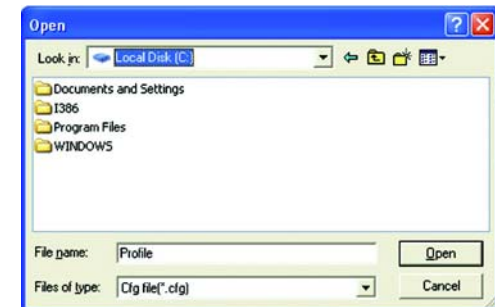 Open
Look in: Local Disk (C:)
Documents and Settings
I386
Program Files
WINDOWS
File name: Profile Open
Files of type: Cfg file(*.cfg) Cancel